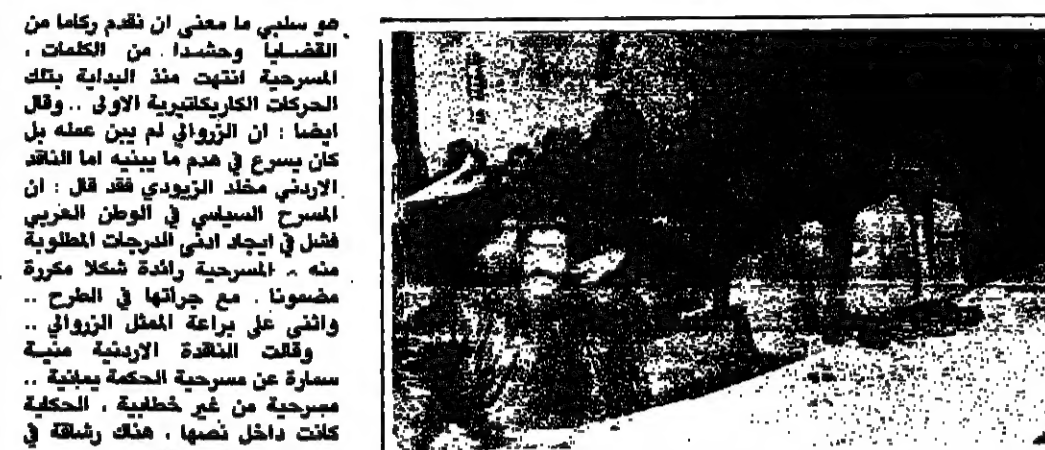 هو سلبي ما معنى ان نقدم ركاما من
القضايا وحشدا من الكلمات ،
المسرحية انتهت منذ البداية بتلك
الحركات الكاريكاتيرية الاولى .. وقال
ايضا : ان الزروالي لم يبن عمله بل
كان يسرع في هدم ما يبنيه اما الناقد
الاردني مخلد الزيودي فقد قال : ان
المسرح السياسي في الوطن العربي
فشل في ايجاد ادنى الدرجات المطلوبة
منه . المسرحية رائدة شكلا مكررة
مضمونا . مع جرأتها في الطرح ..
واثنى على براعة الممثل الزروالي ..
وقالت الناقدة الاردنية منية
سمارة عن مسرحية الحكمة يمانية ..
مسرحية من غير خطابية ، الحكاية
كانت داخل نصها ، هناك رشاقة في